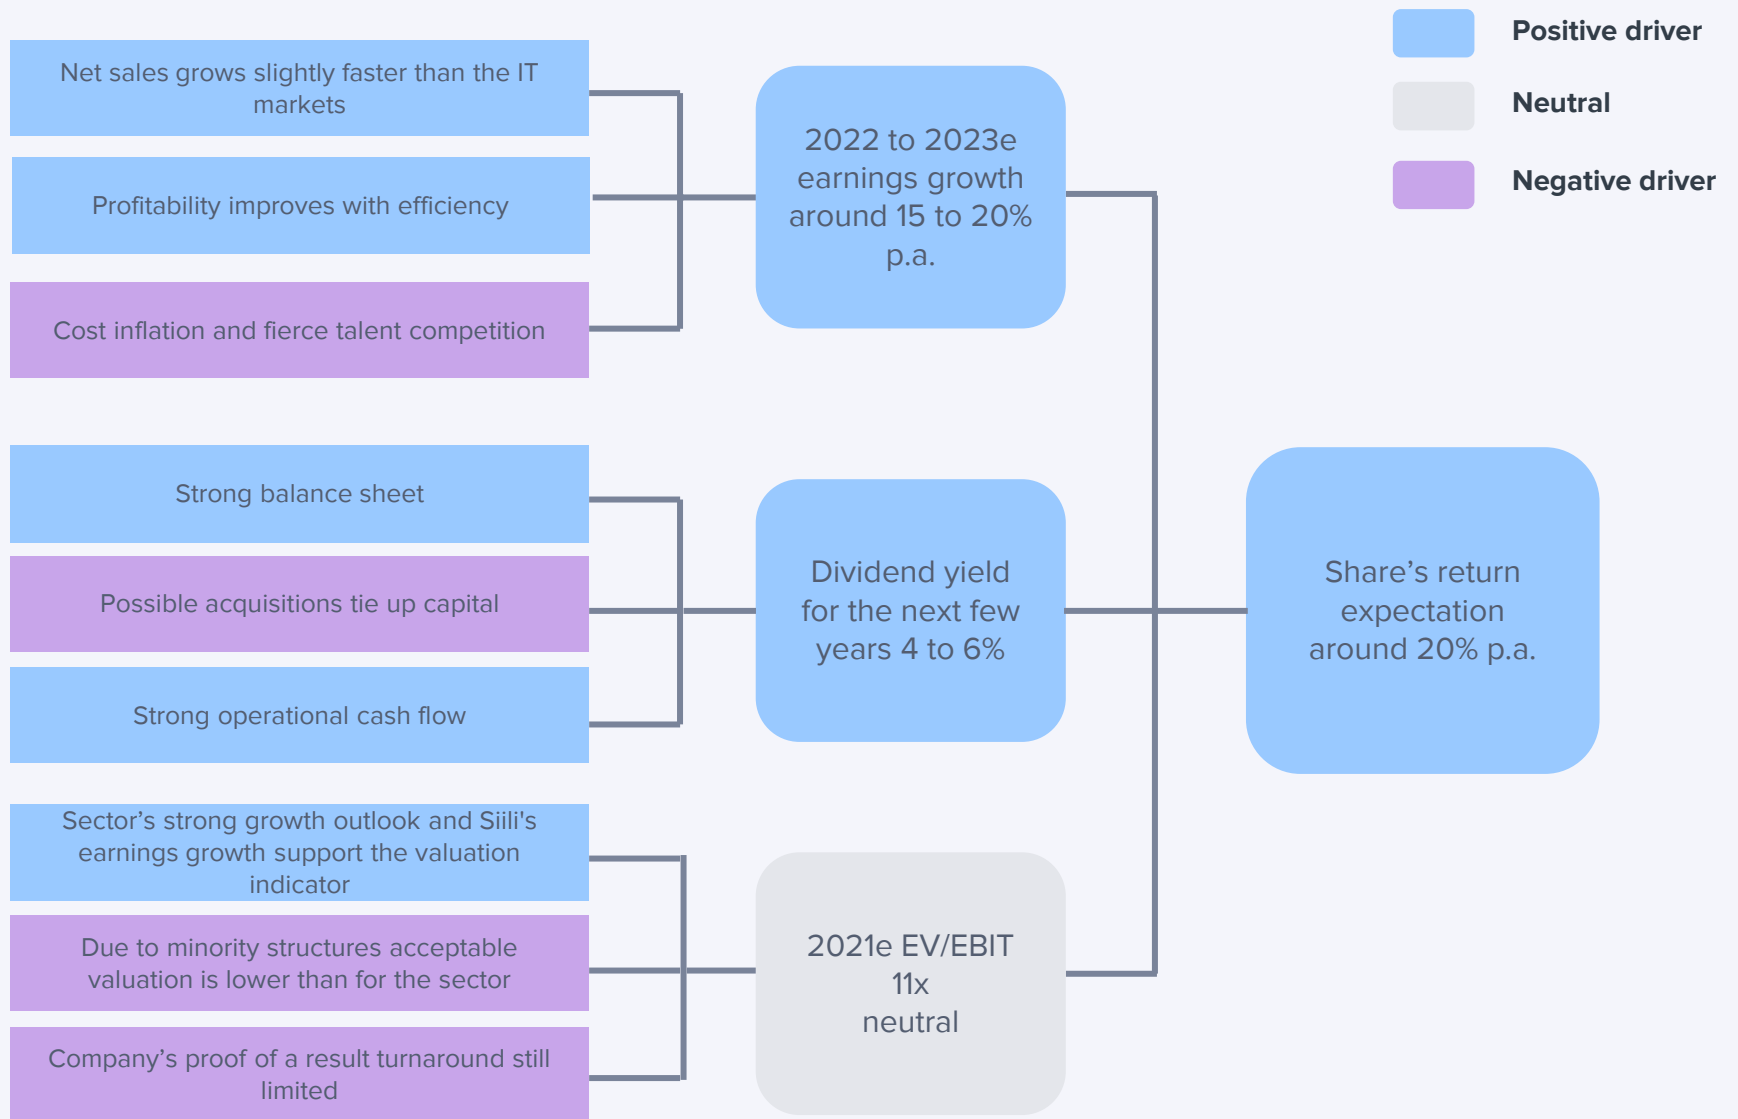 Positive driver
Neutral
Negative driver
Net sales grows slightly faster than the IT
markets
Profitability improves with efficiency
Cost inflation and fierce talent competition
2022 to 2023e
earnings growth
around 15 to 20%
p.a.
Strong balance sheet
Possible acquisitions tie up capital
Strong operational cash flow
Dividend yield
for the next few
years 4 to 6%
Sector’s strong growth outlook and Siili's
earnings growth support the valuation
indicator
Due to minority structures acceptable
valuation is lower than for the sector
Company’s proof of a result turnaround still
limited
2021e EV/EBIT
11x
neutral
Share’s return
expectation
around 20% p.a.